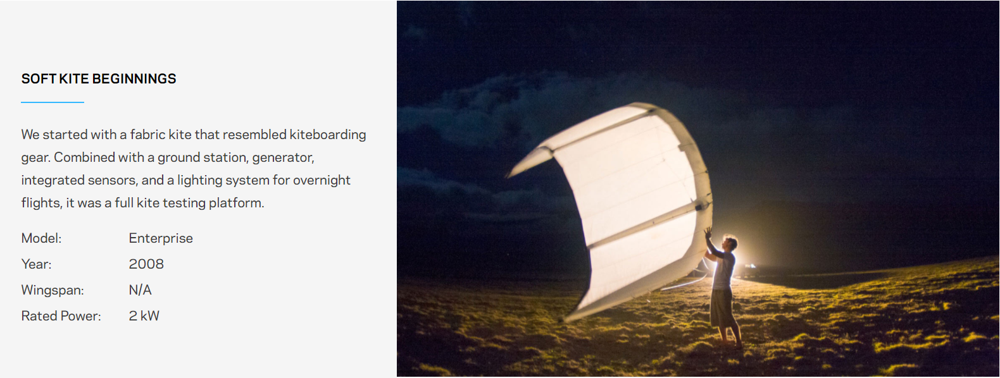 SOFT KITE BEGINNINGS
We started with a fabric kite that resembled kiteboarding
gear. Combined with a ground station, generator,
integrated sensors, and a lighting system for overnight
flights, it was a full kite testing platform.
Model: Enterprise
Year: 2008
Wingspan: N/A
Rated Power: 2 kW